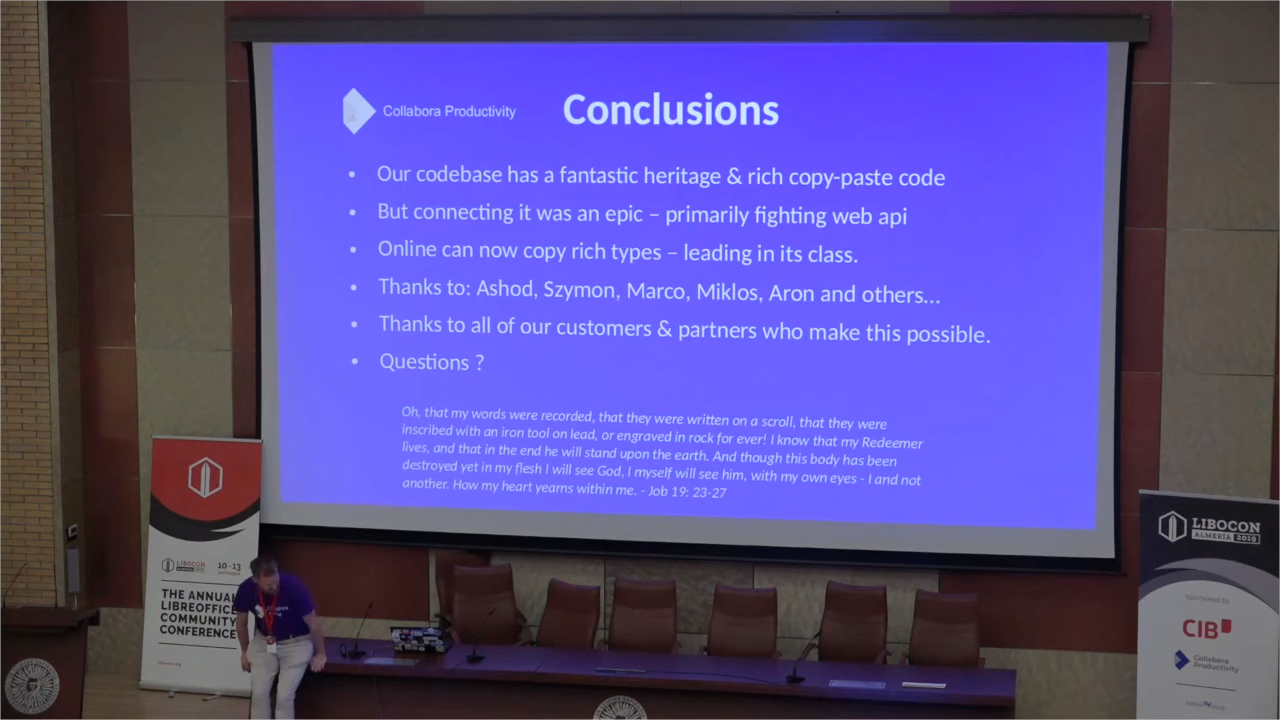 Collabora Productivity
Conclusions
• Our codebase has a fantastic heritage & rich copy-paste code
• But connecting it was an epic – primarily fighting web api
• Online can now copy rich types – leading in its class.
• Thanks to: Ashod, Szymon, Marco, Miklos, Aron and others...
• Thanks to all of our customers & partners who make this possible.
• Questions ?
Oh, that my words were recorded, that they were written on a scroll, that they were
inscribed with an iron tool on lead, or engraved in rock for ever! I know that my Redeemer
lives, and that in the end he will stand upon the earth. And though this body has been
destroyed yet in my flesh I will see God, I myself will see him, with my own eyes - I and not
another. How my heart yearns within me. - Job 19: 23-27
10-13
THE ANNUAL
LIBREOFFICE
COMMUNITY
CONFERENCE
LIBOCON
ALMERÍA 2019
Sponsored by
CIB
Collabora
Productivity